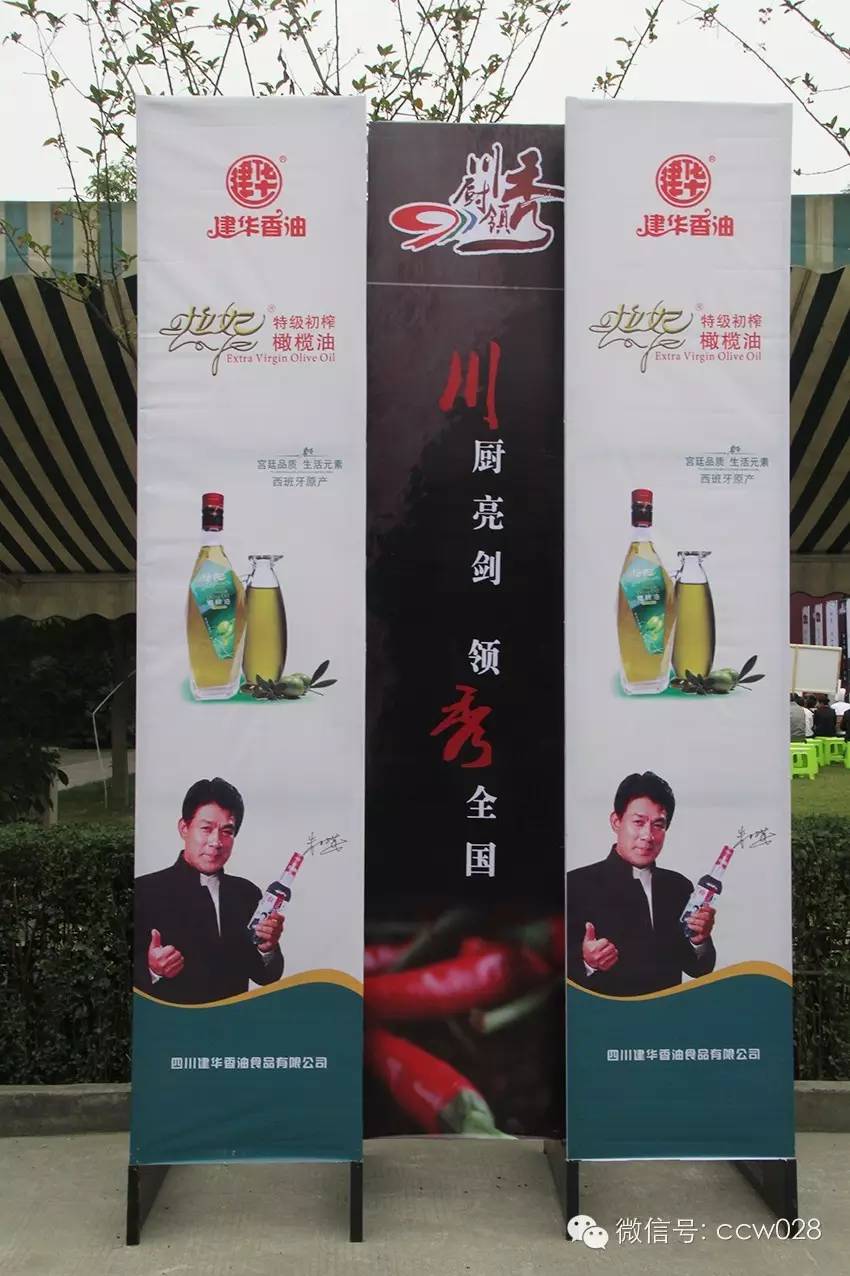 建华
®
建华香油
®
特级初榨
橄榄油
Extra Virgin Olive Oil
宫廷品质 生活元素
西班牙原产
四川建华香油食品有限公司
川厨领秀
川厨亮剑 领秀全国
建华
®
建华香油
®
特级初榨
橄榄油
Extra Virgin Olive Oil
宫廷品质 生活元素
西班牙原产
四川建华香油食品有限公司
微信号: ccw028